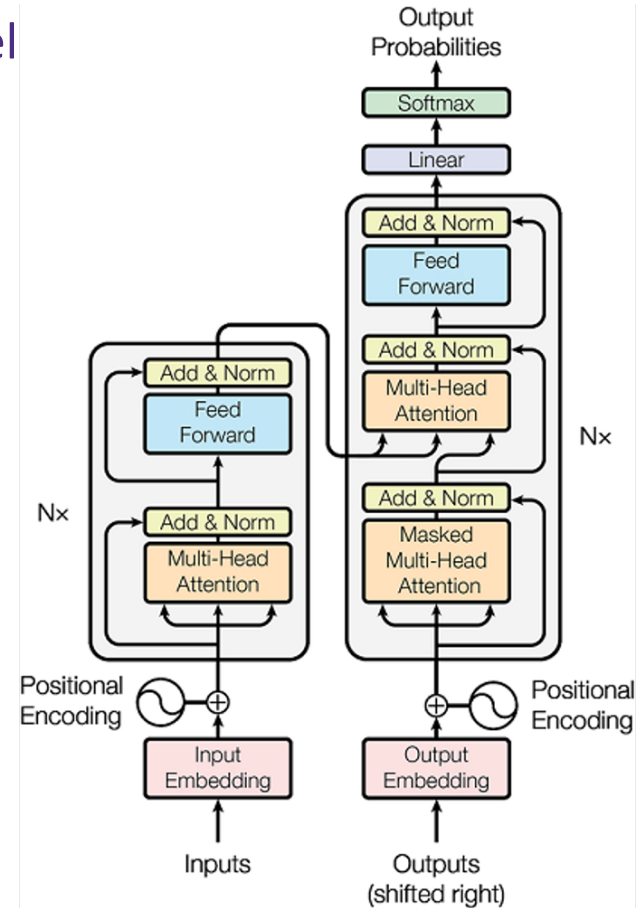 el
Output
Probabilities
Softmax
Linear
Add & Norm
Feed
Forward
Add & Norm
Multi-Head
Attention
Add & Norm
Masked
Multi-Head
Attention
Nx
Positional
Encoding
Output
Embedding
Outputs
(shifted right)
Add & Norm
Feed
Forward
Add & Norm
Multi-Head
Attention
Nx
Positional
Encoding
Input
Embedding
Inputs